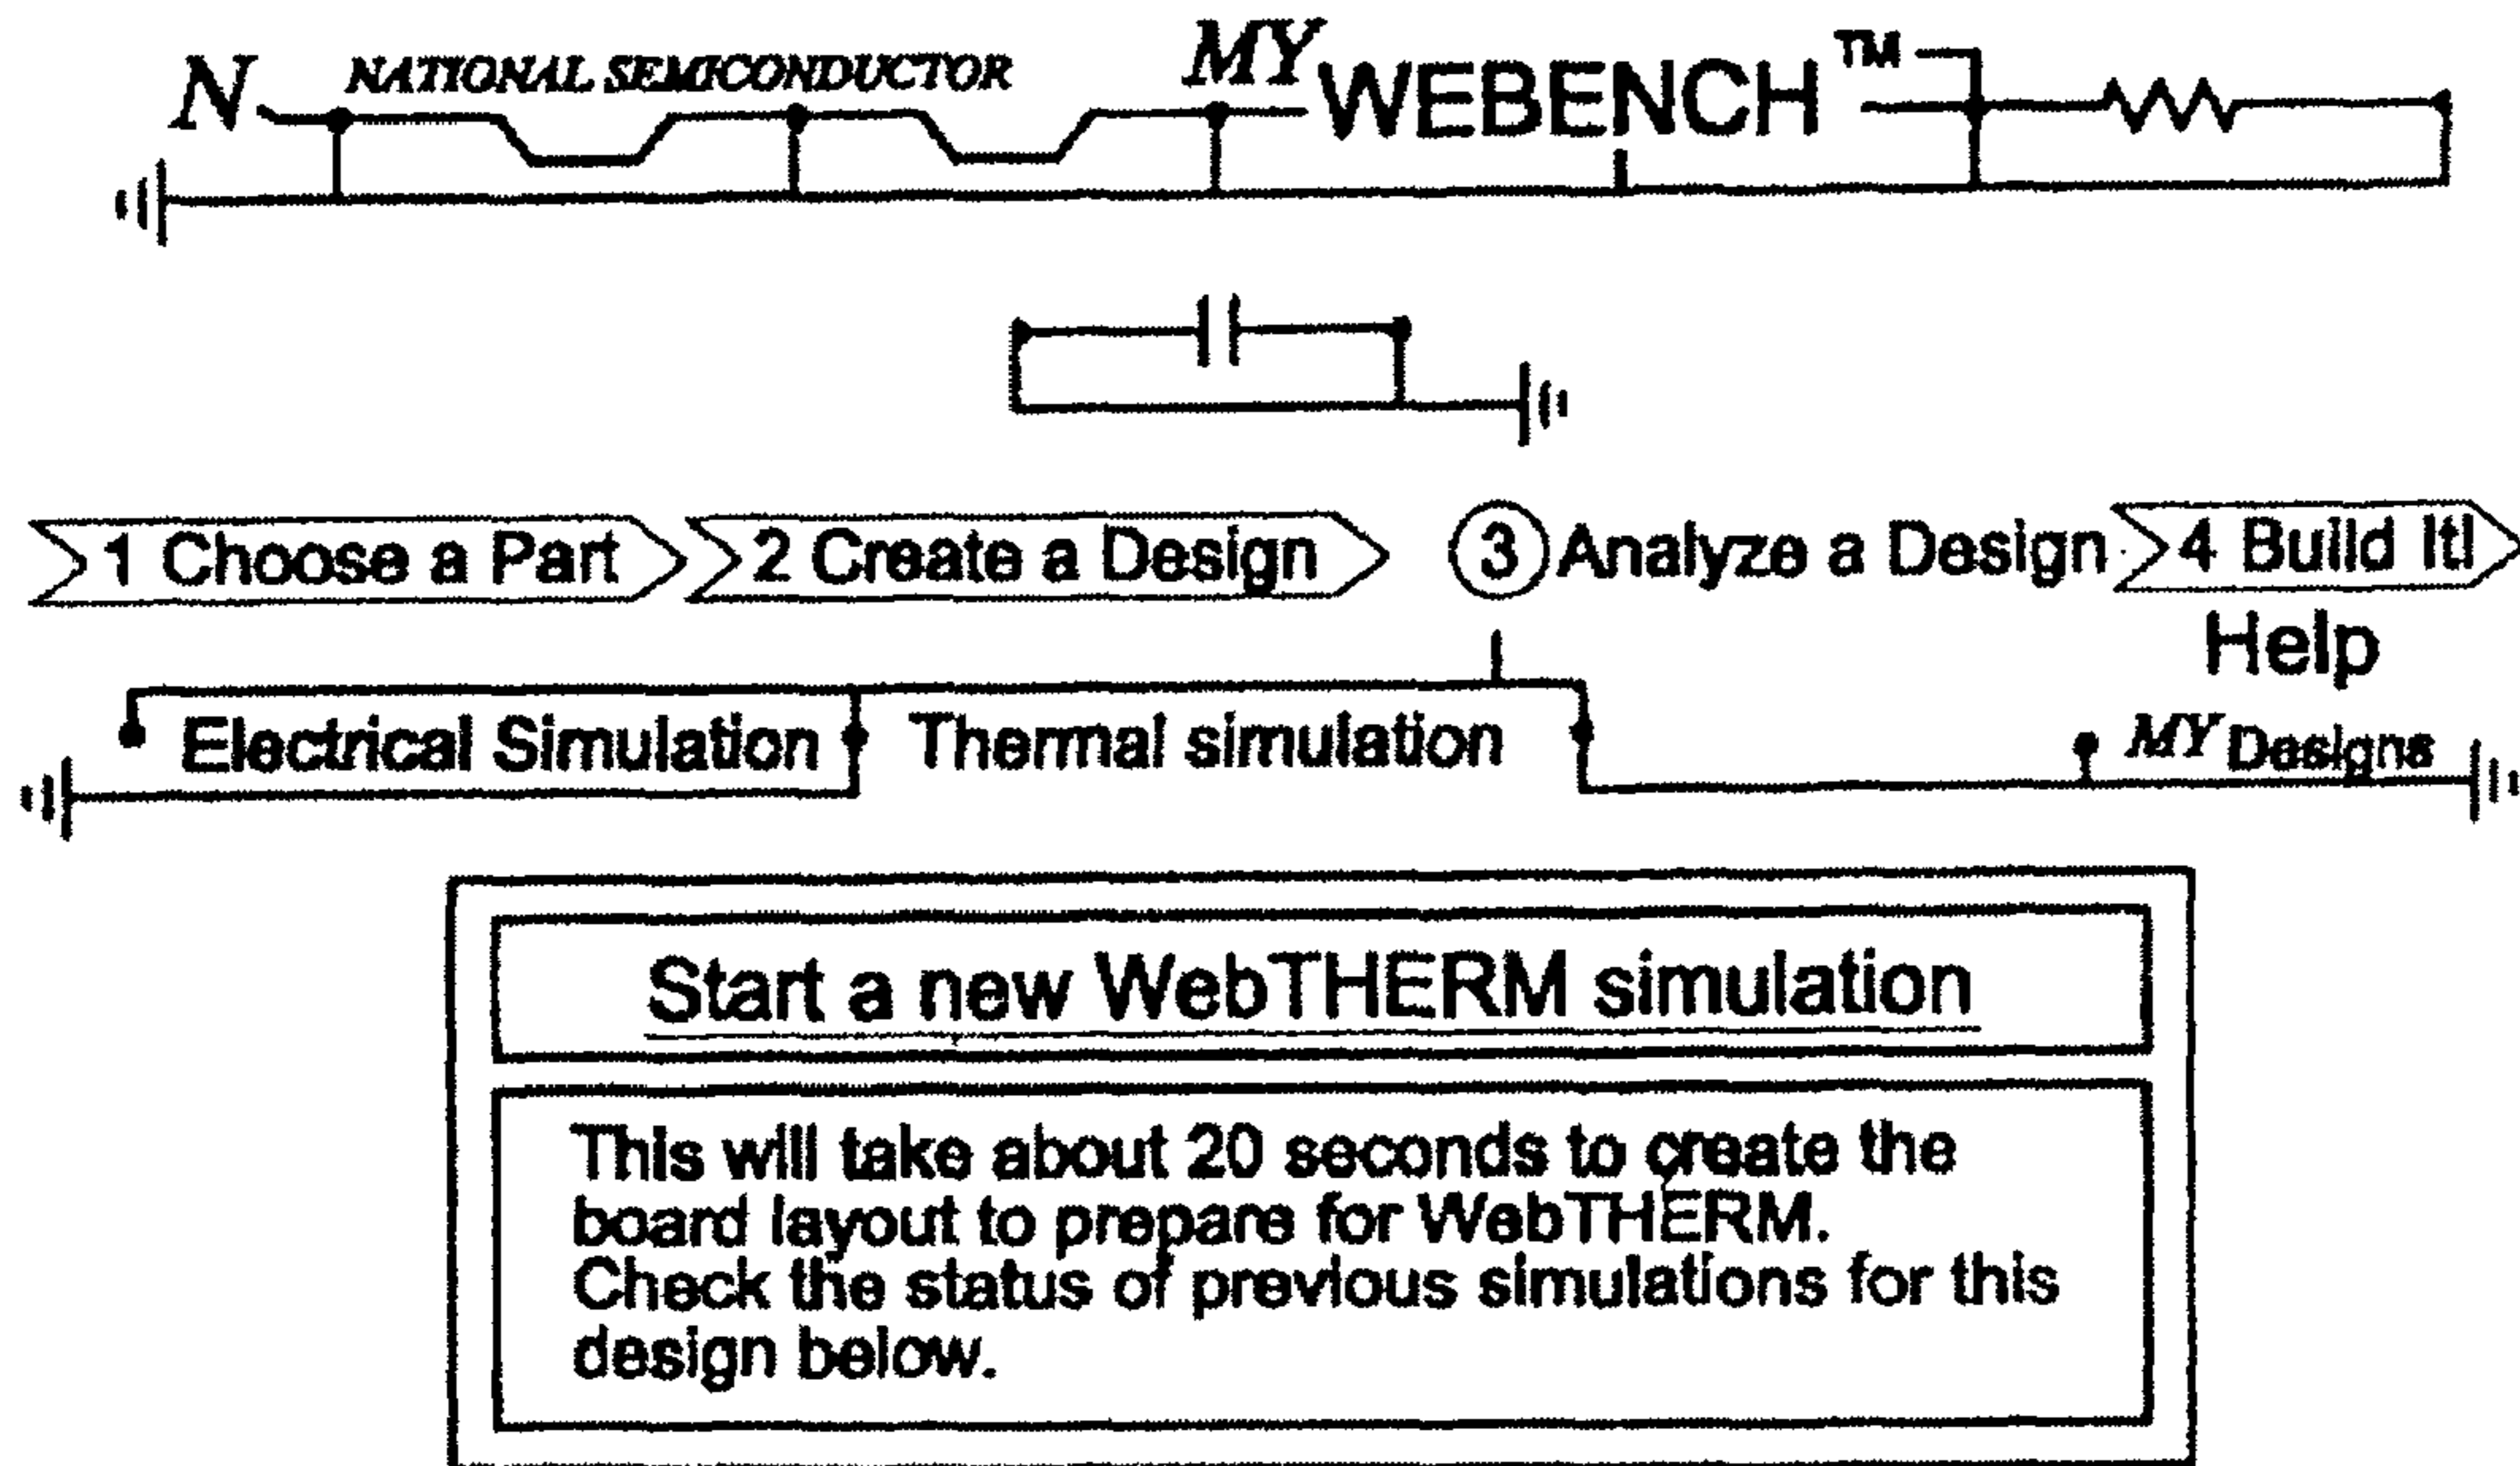 N NATIONAL SEMICONDUCTOR MY WEBENCH™
1 Choose a Part 2 Create a Design 3 Analyze a Design 4 Build It!
Help
Electrical Simulation Thermal simulation MY Designs
Start a new WebTHERM simulation
This will take about 20 seconds to create the
board layout to prepare for WebTHERM.
Check the status of previous simulations for this
design below.